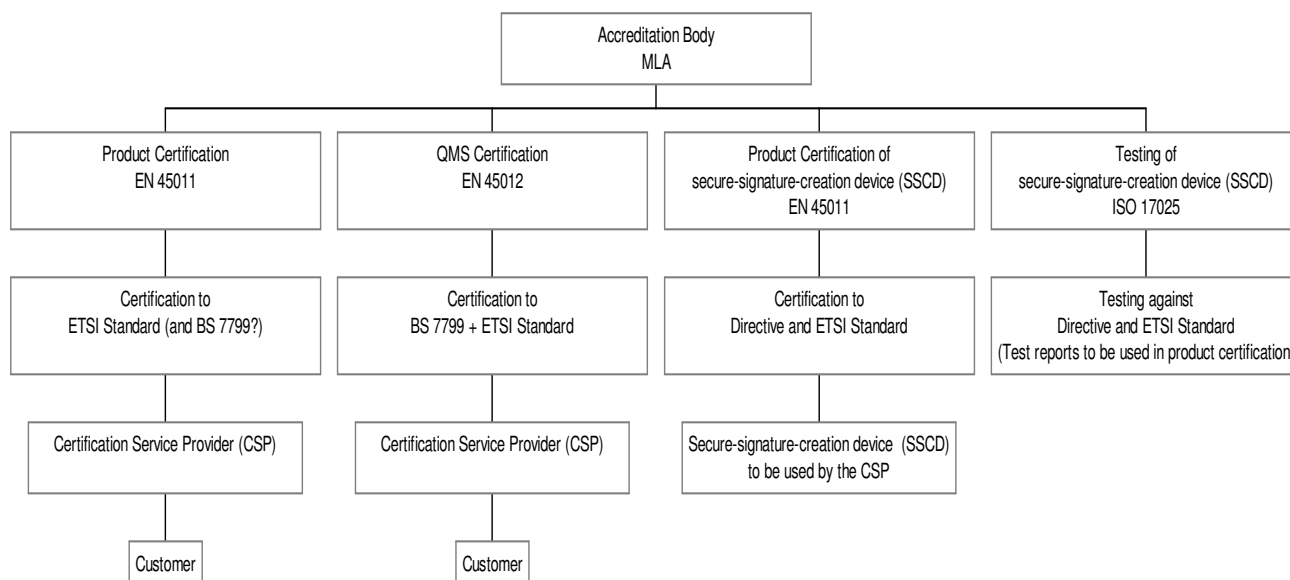 Accreditation Body
MLA
Product Certification
EN 45011
QMS Certification
EN 45012
Product Certification of
secure-signature-creation device (SSCD)
EN 45011
Testing of
secure-signature-creation device (SSCD)
ISO 17025
Certification to
ETSI Standard (and BS 7799?)
Certification to
BS 7799 + ETSI Standard
Certification to
Directive and ETSI Standard
Testing against
Directive and ETSI Standard
(Test reports to be used in product certification
Certification Service Provider (CSP)
Certification Service Provider (CSP)
Secure-signature-creation device (SSCD)
to be used by the CSP
Customer
Customer